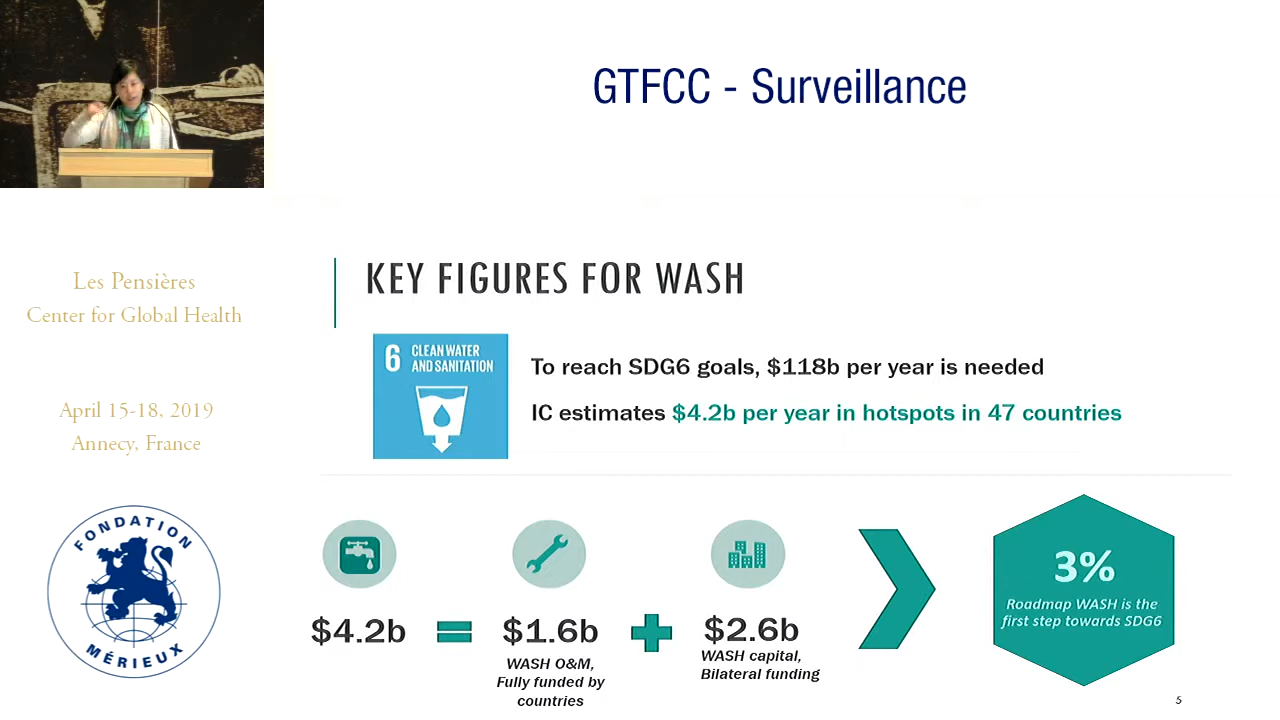 GTFCC - Surveillance
Les Pensières
Center for Global Health
April 15-18, 2019
Annecy, France
FONDATION
MÉRIEUX
KEY FIGURES FOR WASH
6 CLEAN WATER
AND SANITATION
To reach SDG6 goals, $118b per year is needed
IC estimates $4.2b per year in hotspots in 47 countries
$4.2b = $1.6b + $2.6b
WASH O&M,
Fully funded by
countries
WASH capital,
Bilateral funding
3%
Roadmap WASH is the
first step towards SDG6
5